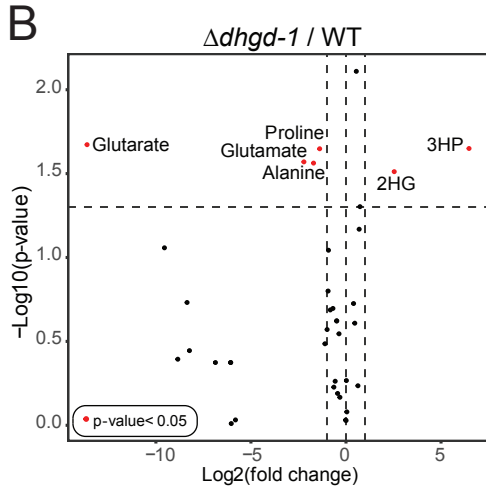 B
Δdhgd-1 / WT
2.0
1.5
1.0
0.5
0.0
−Log10(p-value)
Glutarate
Proline
Glutamate
Alanine
3HP
2HG
p-value< 0.05
−10
−5
0
5
Log2(fold change)